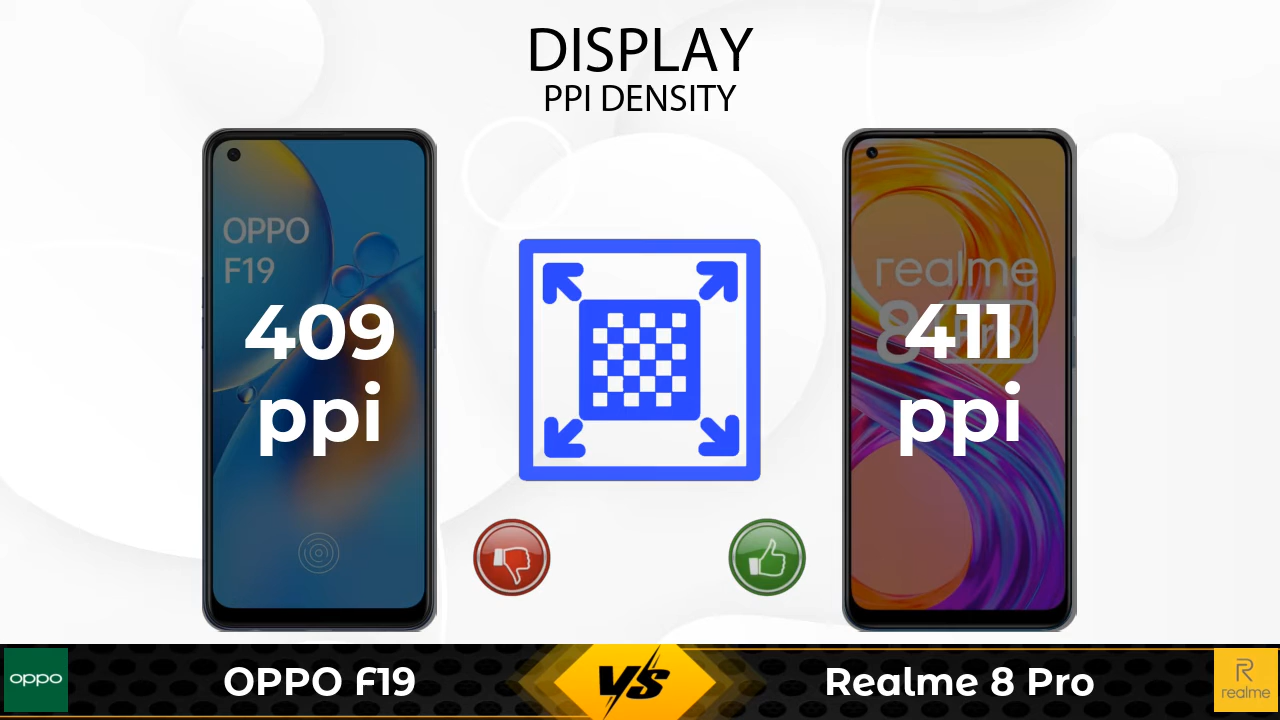 DISPLAY
PPI DENSITY
OPPO
F19
409
ppi
realme
8 Pro
411
ppi
oppo
OPPO F19
VS
Realme 8 Pro
realme